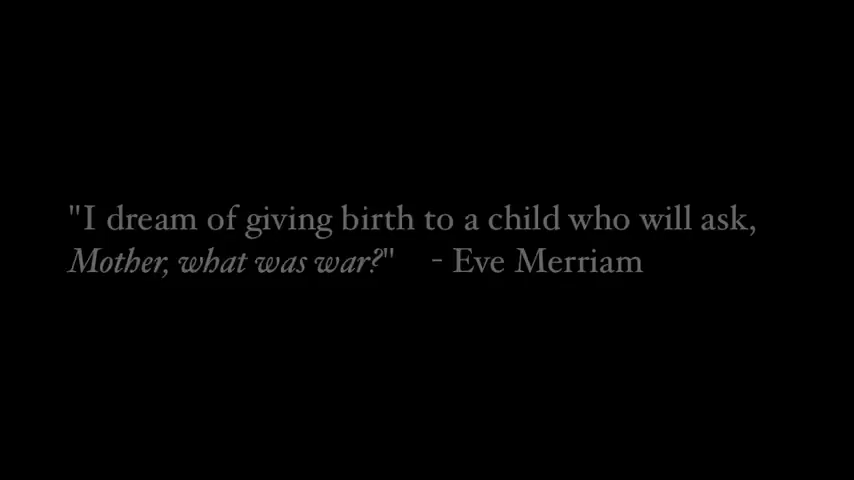 "I dream of giving birth to a child who will ask,
Mother, what was war?" - Eve Merriam